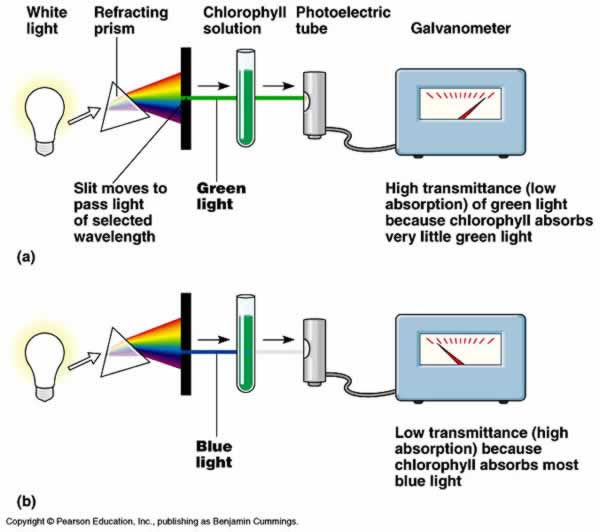 White light
Refracting prism
Chlorophyll solution
Photoelectric tube
Galvanometer
Slit moves to
pass light
of selected
wavelength
Green
light
High transmittance (low
absorption) of green light
because chlorophyll absorbs
very little green light
(a)
Blue
light
Low transmittance (high
absorption) because
chlorophyll absorbs most
blue light
(b)
Copyright © Pearson Education, Inc., publishing as Benjamin Cummings.